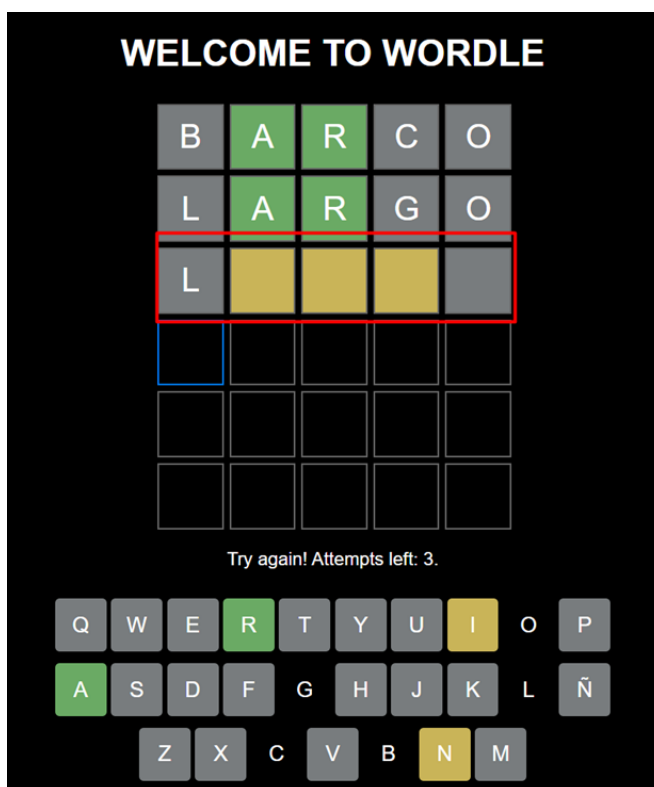 WELCOME TO WORDLE
B A R C O
L A R G O
L
Try again! Attempts left: 3.
Q W E R T Y U I O P
A S D F G H J K L Ñ
Z X C V B N M